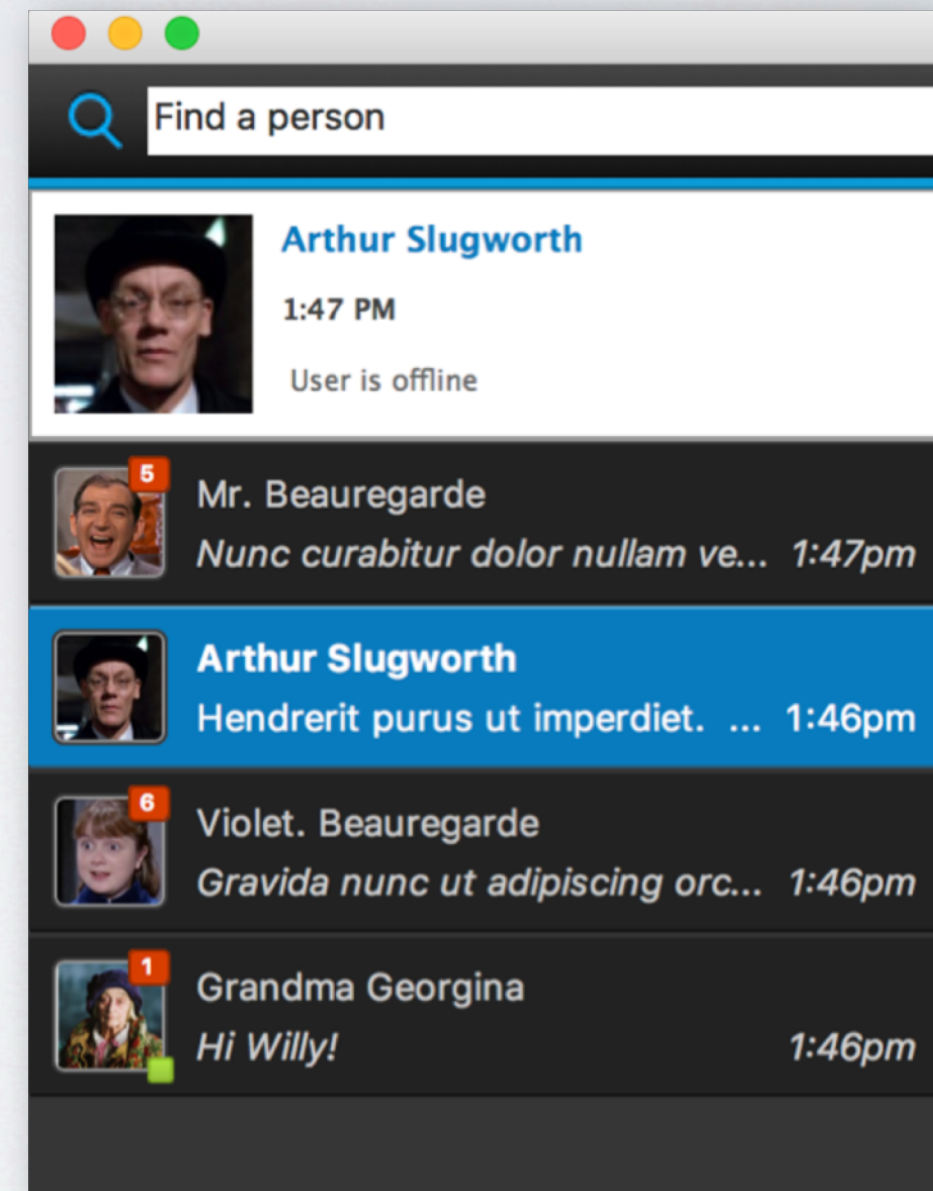 Find a person
Arthur Slugworth
1:47 PM
User is offline
5
Mr. Beauregarde
Nunc curabitur dolor nullam ve... 1:47pm
Arthur Slugworth
Hendrerit purus ut imperdiet. ... 1:46pm
6
Violet. Beauregarde
Gravida nunc ut adipiscing orc... 1:46pm
1
Grandma Georgina
Hi Willy! 1:46pm